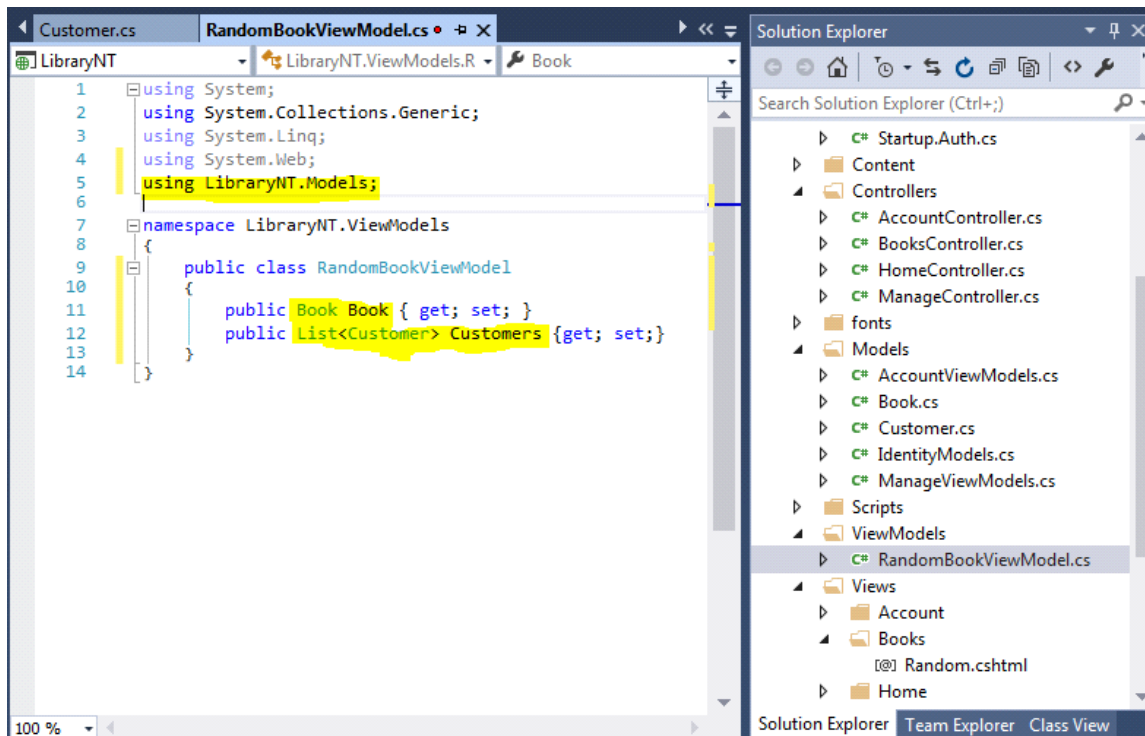 Customer.cs
RandomBookViewModel.cs
LibraryNT
LibraryNT.ViewModels.R
Book
1 using System;
2 using System.Collections.Generic;
3 using System.Linq;
4 using System.Web;
5 using LibraryNT.Models;
6
7 namespace LibraryNT.ViewModels
8 {
9 public class RandomBookViewModel
10 {
11 public Book Book { get; set; }
12 public List<Customer> Customers {get; set;}
13 }
14 }
100 %
Solution Explorer
Search Solution Explorer (Ctrl+;)
C# Startup.Auth.cs
Content
Controllers
C# AccountController.cs
C# BooksController.cs
C# HomeController.cs
C# ManageController.cs
fonts
Models
C# AccountViewModels.cs
C# Book.cs
C# Customer.cs
C# IdentityModels.cs
C# ManageViewModels.cs
Scripts
ViewModels
C# RandomBookViewModel.cs
Views
Account
Books
[@] Random.cshtml
Home
Solution Explorer Team Explorer Class View